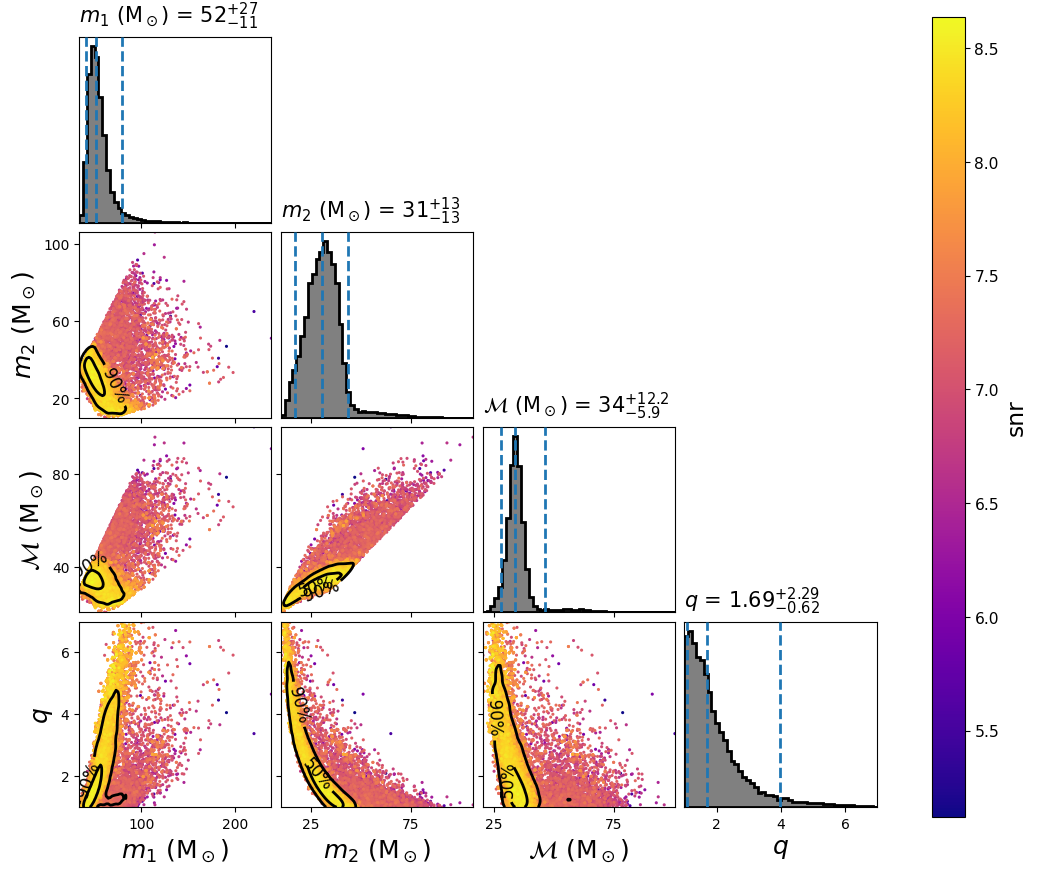 m₁ (M⊙) = 52⁺²⁷₋₁₁
8.5
m₂ (M⊙) = 31⁺¹³₋₁₃
100
60
20
m₂ (M⊙)
90%
8.0
7.5
7.0
6.5
6.0
5.5
snr
ℳ (M⊙) = 34⁺¹²·²₋₅.₉
80
40
ℳ (M⊙)
90%
50%
90%
q = 1.69⁺²·²⁹₋₀.₆₂
6
4
2
q
90%
90%
50%
90%
50%
100
200
25
75
25
75
2
4
6
m₁ (M⊙)
m₂ (M⊙)
ℳ (M⊙)
q